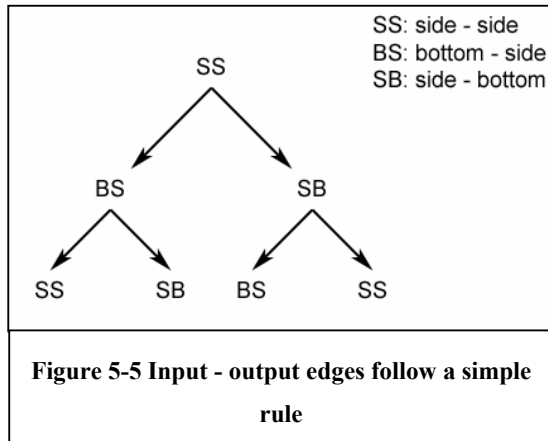 SS: side - side
BS: bottom - side
SB: side - bottom
SS
BS SB
SS SB BS SS
Figure 5-5 Input - output edges follow a simple
rule